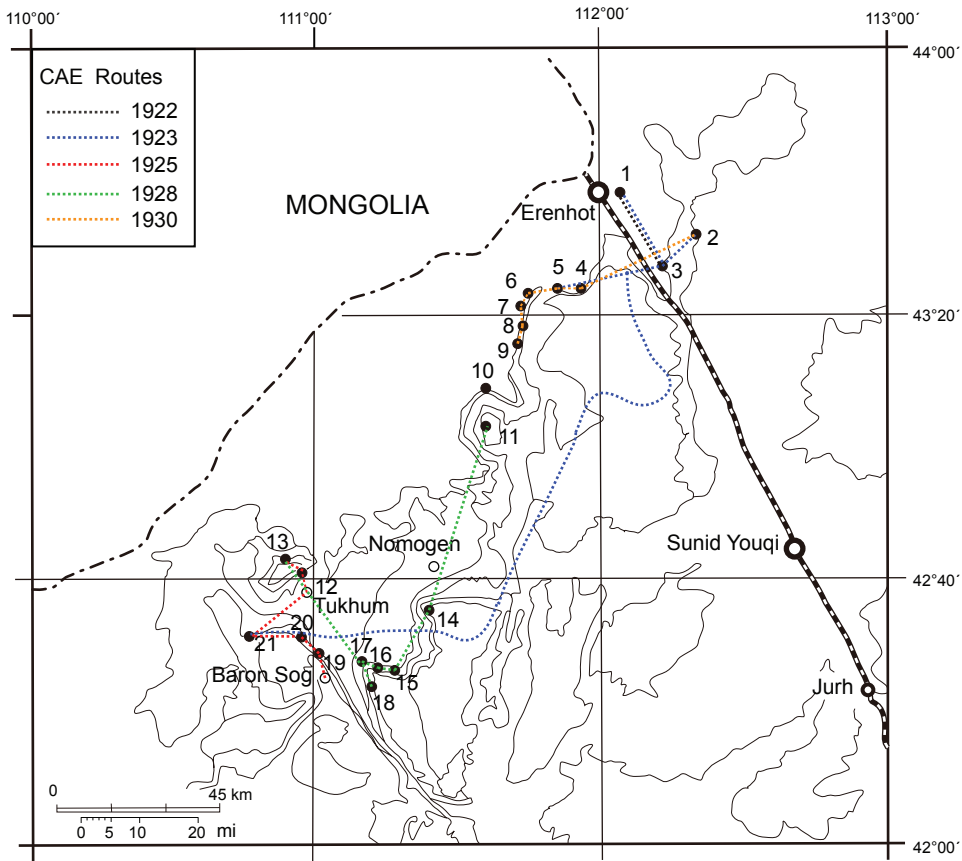 110°00′ 111°00′ 112°00′ 113°00′
44°00′
CAE Routes
1922
1923
1925
1928
1930
MONGOLIA
Erenhot
1
2
3
4
5
6
7
43°20′
8
9
10
11
Nomogen
Sunid Youqi
13
12
42°40′
Tukhum
14
20
21
19
17
16
15
Baron Sog
18
Jurh
0 45 km
0 5 10 20 mi
42°00′